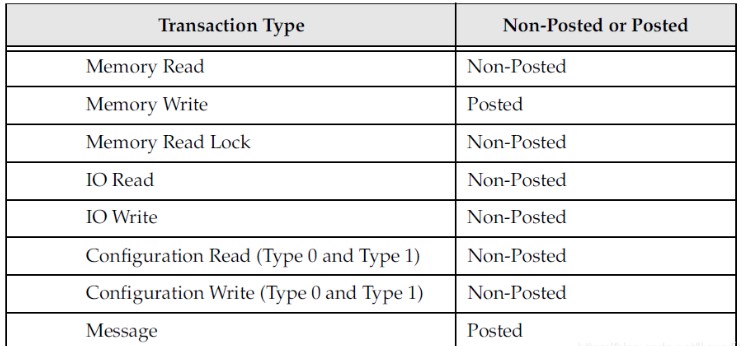 Transaction Type Non-Posted or Posted
Memory Read Non-Posted
Memory Write Posted
Memory Read Lock Non-Posted
IO Read Non-Posted
IO Write Non-Posted
Configuration Read (Type 0 and Type 1) Non-Posted
Configuration Write (Type 0 and Type 1) Non-Posted
Message Posted